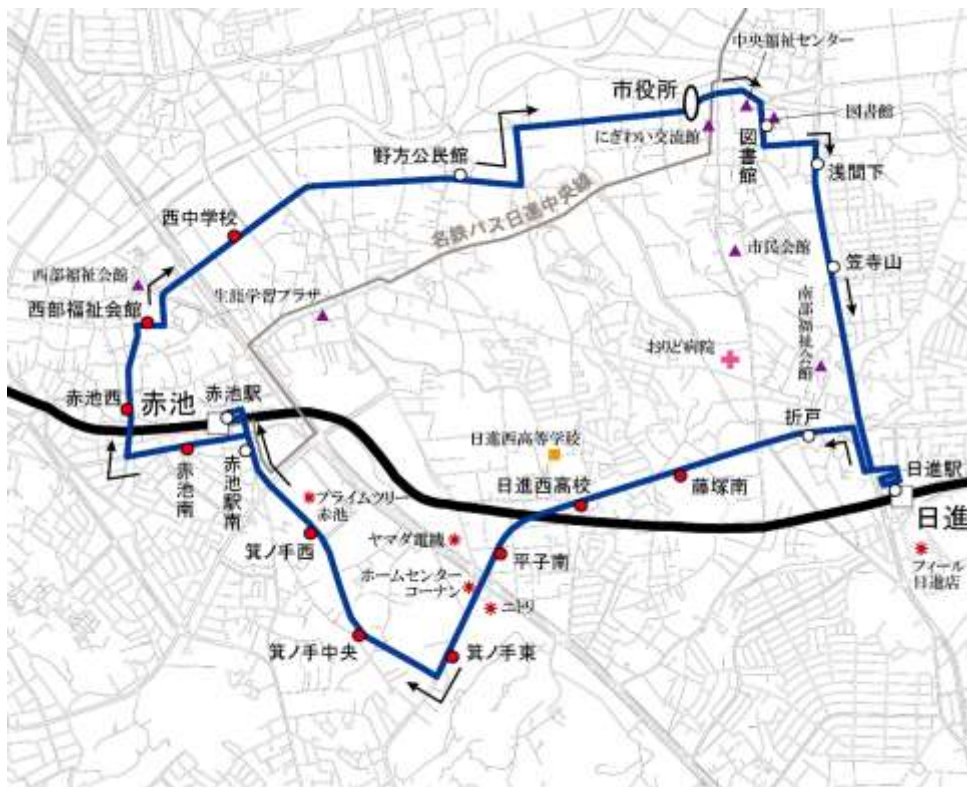 中央福祉センター
市役所
図書館
にぎわい交流館
図書館
野方公民館
浅間下
名鉄バス日進中央線
西中学校
市民会館
笠寺山
西部福祉会館
生涯学習プラザ
西部福祉会館
南部福祉会館
おりど病院
赤池西
赤池
赤池駅
折戸
日進西高等学校
赤池南
赤池駅南
日進駅
日進西高校
藤塚南
プライムツリー
赤池
日進
箕ノ手西
ヤマダ電機
平子南
フィール
日進店
ホームセンター
コーナン
ニトリ
箕ノ手中央
箕ノ手東